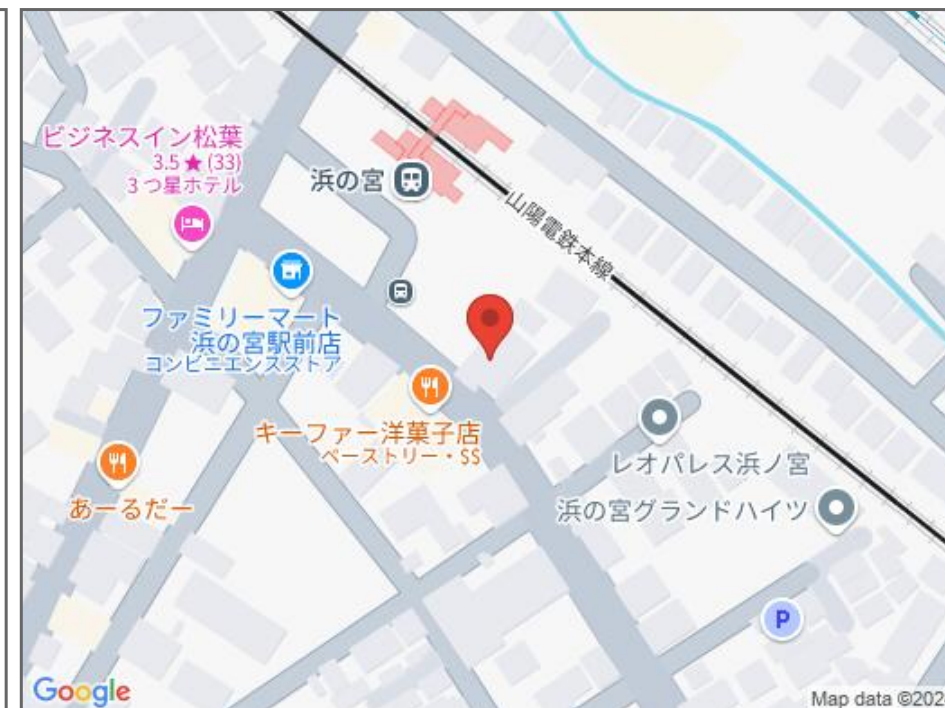 ビジネスイン松葉
3.5★(33)
3つ星ホテル
浜の宮
山陽電鉄本線
ファミリーマート
浜の宮駅前店
コンビニエンスストア
キーファー洋菓子店
ペーストリー・$$
あーるだー
レオパレス浜ノ宮
浜の宮グランドハイツ
P
Google
Map data ©202